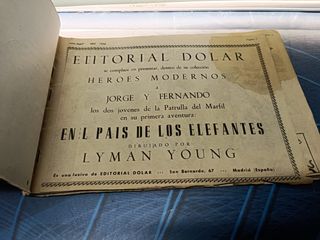 EDITORIAL DOLAR
se complace en presentar, dentro de su colección
HEROES MODERNOS
a
JORGE Y FERNANDO
los dos jovenes de la Patrulla del Marfil
en su primera aventura:
EN EL PAIS DE LOS ELEFANTES
DIBUJADO POR
LYMAN YOUNG
Es una exclusiva de EDITORIAL DOLAR - San Bernardo, 67 - Madrid (España)